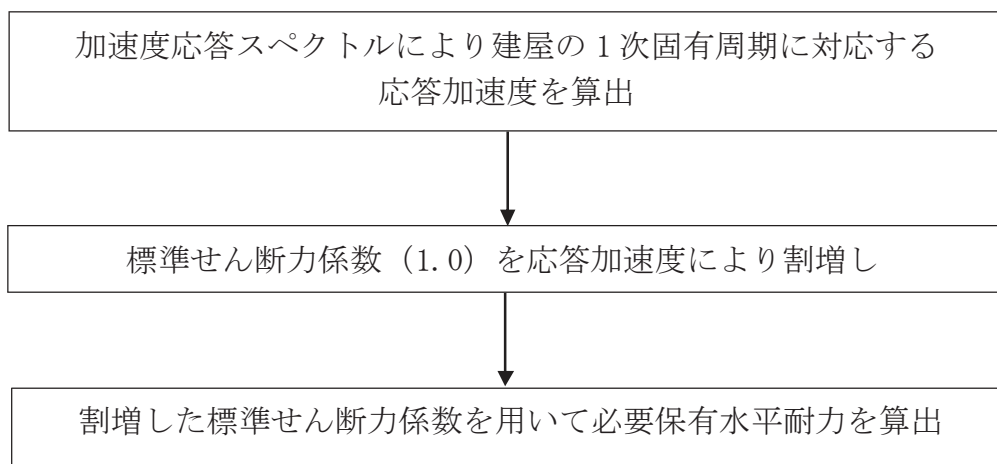 加速度応答スペクトルにより建屋の1次固有周期に対応する
応答加速度を算出
標準せん断力係数(1.0)を応答加速度により割増し
割増した標準せん断力係数を用いて必要保有水平耐力を算出